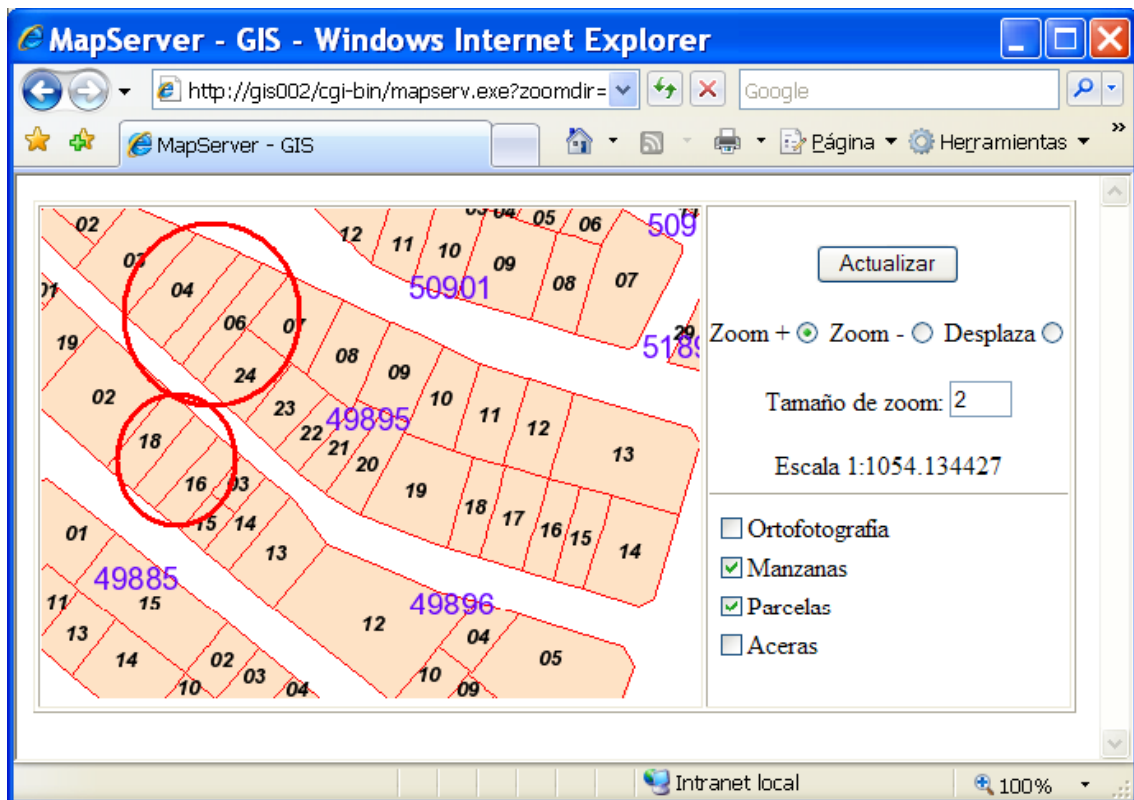 MapServer - GIS - Windows Internet Explorer
http://gis002/cgi-bin/mapserv.exe?zoomdir=
Google
MapServer - GIS
Página
Herramientas
»
02 12 11 10 04 05 06 509
03 09 08 07
04 50901
01 06 07 29 5189
19 08
24 09
02 23 49895 10 11 12
18 22 21 20 13
16 03 19 18
15 14 17 16 15 14
01 13
49885
11 15 49896
13 12 04
14 02 03 05
10 04 10 09
Actualizar
Zoom + Zoom - Desplaza
Tamaño de zoom: 2
Escala 1:1054.134427
Ortofotografía
Manzanas
Parcelas
Aceras
Intranet local
100%